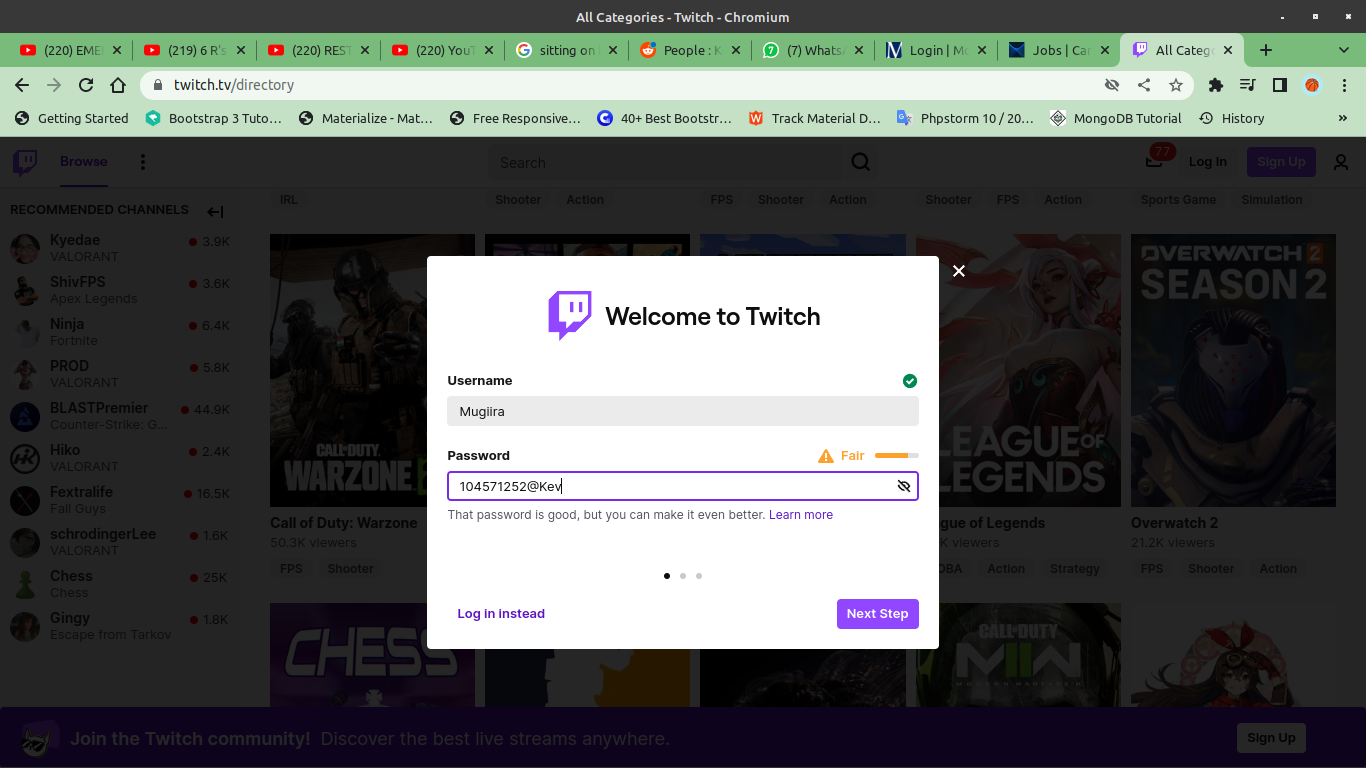 All Categories - Twitch - Chromium
(220) EME
(219) 6 R's
(220) REST
(220) YouT
sitting on
People : K
(7) Whats
Login | Mo
Jobs | Car
All Catego
twitch.tv/directory
Getting Started
Bootstrap 3 Tuto...
Materialize - Mat...
Free Responsive...
40+ Best Bootstr...
Track Material D...
Phpstorm 10 / 20...
MongoDB Tutorial
History
»
Browse
Search
77
Log In
Sign Up
RECOMMENDED CHANNELS
Kyedae
VALORANT
3.9K
ShivFPS
Apex Legends
3.6K
Ninja
Fortnite
6.4K
PROD
VALORANT
5.8K
BLASTPremier
Counter-Strike: G...
44.9K
Hiko
VALORANT
2.4K
Fextralife
Fall Guys
16.5K
schrodingerLee
VALORANT
1.6K
Chess
Chess
25K
Gingy
Escape from Tarkov
1.8K
IRL
Shooter
Action
FPS
Shooter
Action
Shooter
FPS
Action
Sports Game
Simulation
CALL OF DUTY
WARZONE
LEAGUE OF
LEGENDS
OVERWATCH 2
SEASON 2
Call of Duty: Warzone
50.3K viewers
FPS
Shooter
gue of Legends
K viewers
OBA
Action
Strategy
Overwatch 2
21.2K viewers
FPS
Shooter
Action
CHESS
CALL OF DUTY
MODERN WARFARE II
Welcome to Twitch
Username
Mugiira
Password
Fair
104571252@Kev
That password is good, but you can make it even better. Learn more
Log in instead
Next Step
Join the Twitch community! Discover the best live streams anywhere.
Sign Up